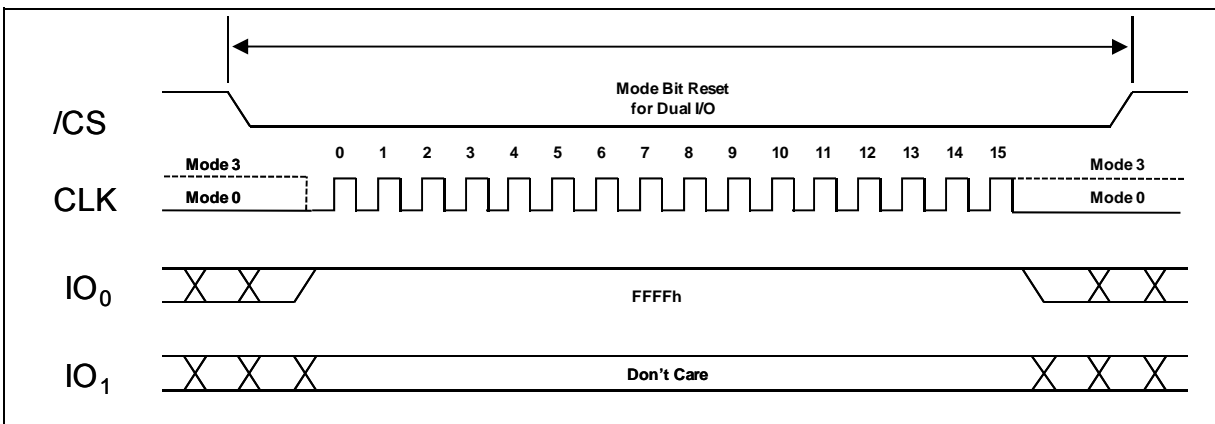 Mode Bit Reset
for Dual I/O
/CS
0 1 2 3 4 5 6 7 8 9 10 11 12 13 14 15
Mode 3 Mode 3
CLK
Mode 0 Mode 0
IO0
FFFFh
IO1
Don't Care